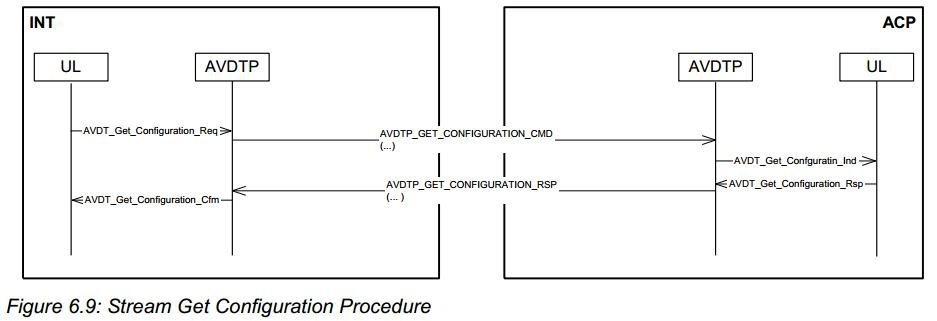 INT
ACP
UL
AVDTP
AVDTP
UL
AVDT_Get_Configuration_Req
AVDTP_GET_CONFIGURATION_CMD
(...)
AVDT_Get_Confguratin_Ind
AVDTP_GET_CONFIGURATION_RSP
(... )
AVDT_Get_Configuration_Rsp
AVDT_Get_Configuration_Cfm
Figure 6.9: Stream Get Configuration Procedure